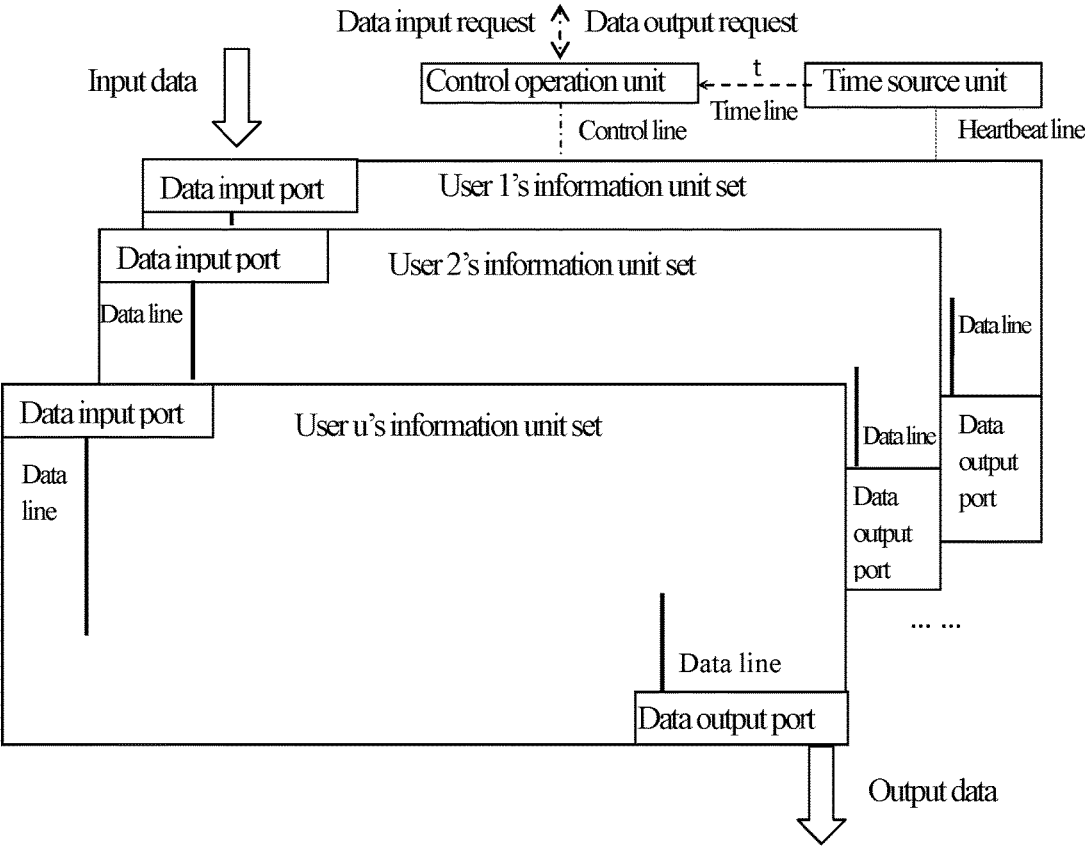 Data input request
Data output request
Input data
Control operation unit
t
Time source unit
Time line
Control line
Heartbeat line
Data input port
User 1's information unit set
Data input port
User 2's information unit set
Data line
Data line
Data input port
User u's information unit set
Data line
Data
output
port
Data
line
Data
output
port
... ...
Data line
Data output port
Output data